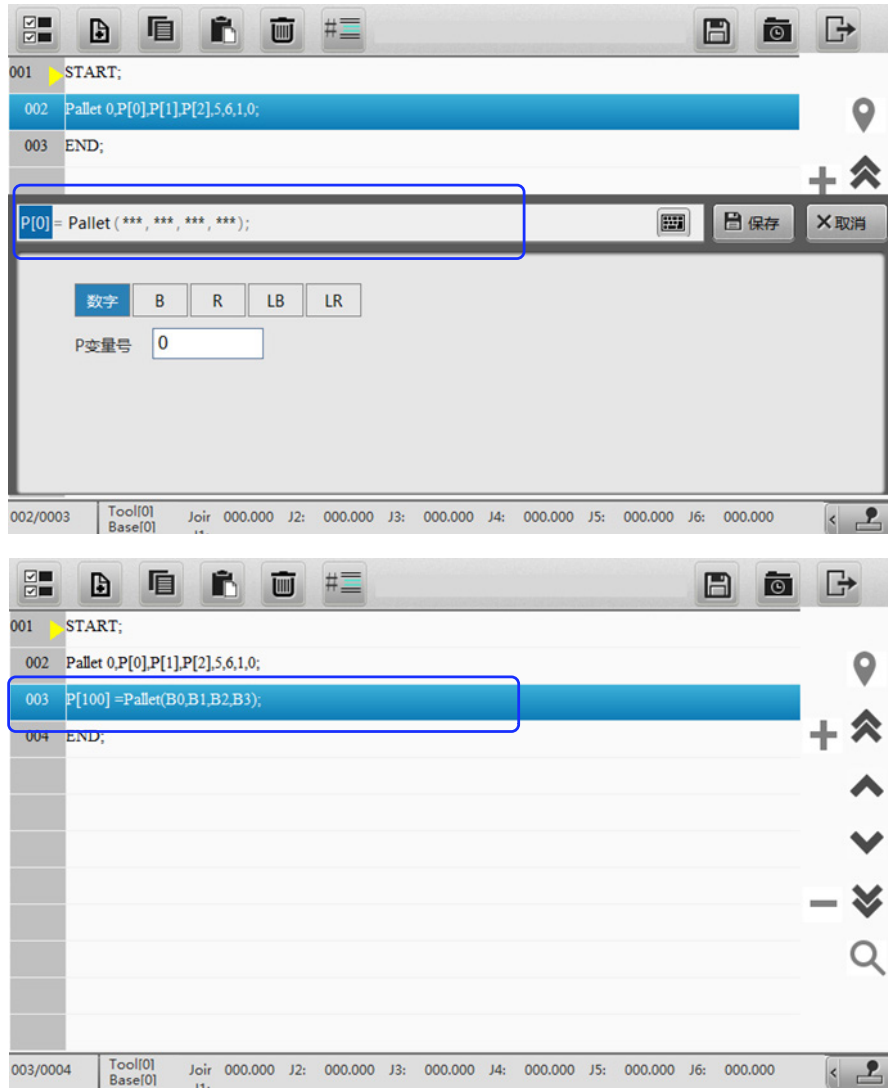 #
001 START;
002 Pallet 0,P[0],P[1],P[2],5,6,1,0;
003 END;
P[0] = Pallet ( ***, ***, ***, ***); 保存 取消
数字 B R LB LR
P变量号 0
002/0003 Tool[0] Base[0] Joir 000.000 J2: 000.000 J3: 000.000 J4: 000.000 J5: 000.000 J6: 000.000
#
001 START;
002 Pallet 0,P[0],P[1],P[2],5,6,1,0;
003 P[100] =Pallet(B0,B1,B2,B3);
004 END;
003/0004 Tool[0] Base[0] Joir 000.000 J2: 000.000 J3: 000.000 J4: 000.000 J5: 000.000 J6: 000.000